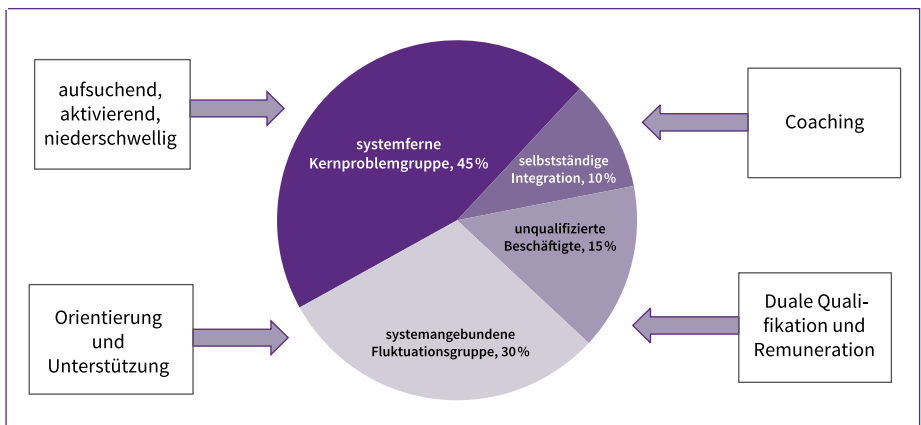 aufsuchend,
aktivierend,
niederschwellig
systemferne
Kernproblemgruppe, 45 %
selbstständige
Integration, 10 %
Coaching
unqualifizierte
Beschäftigte, 15 %
Orientierung
und
Unterstützung
systemangebundene
Fluktuationsgruppe, 30 %
Duale Quali-
fikation und
Remuneration